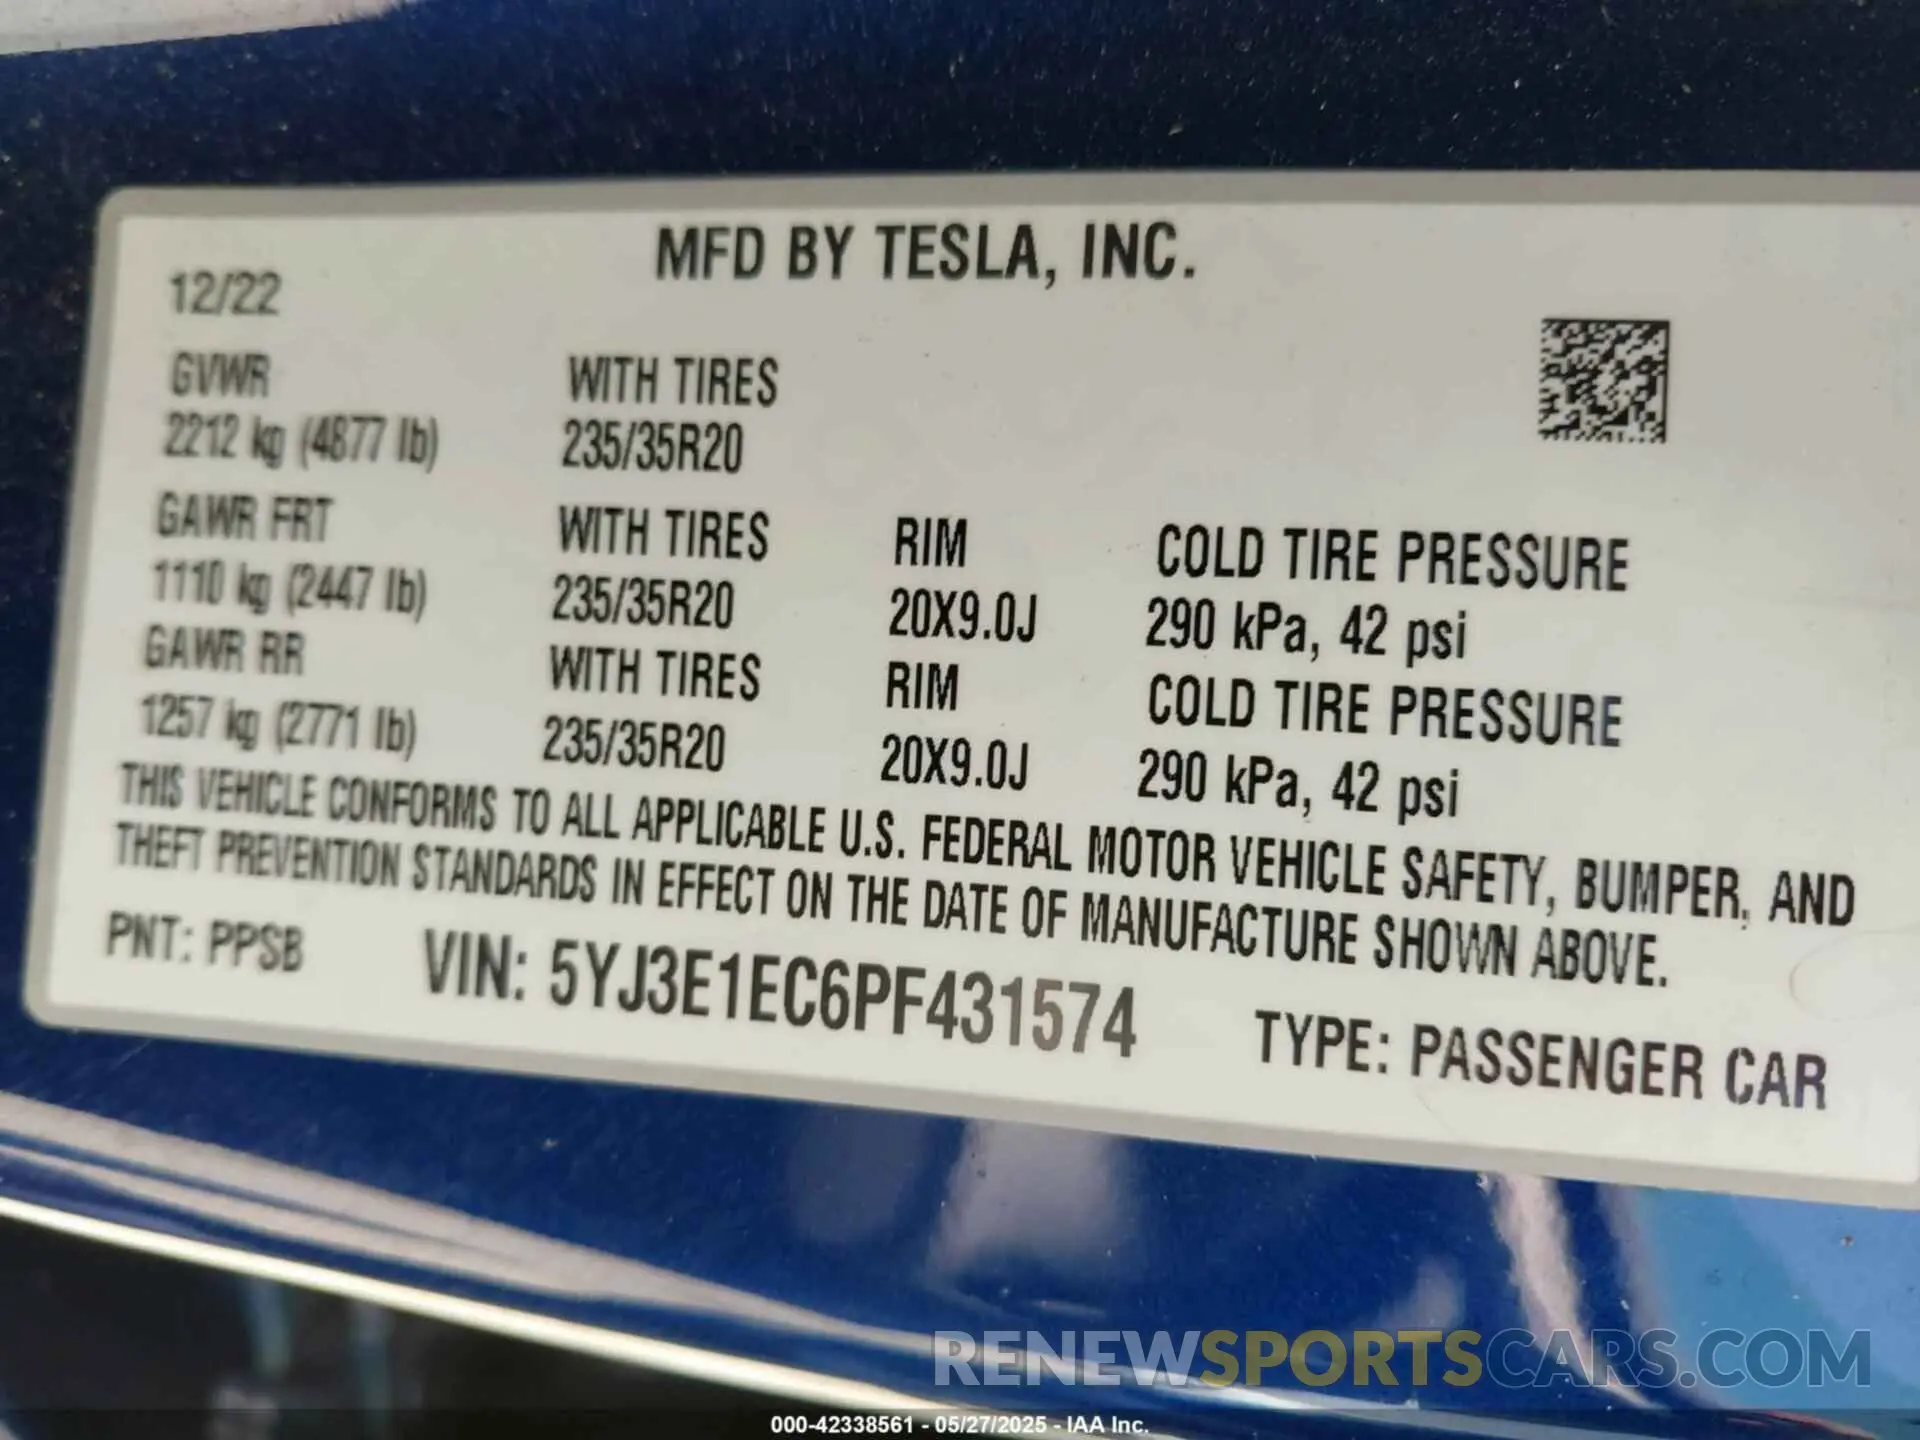 MFD BY TESLA, INC.
12/22
GVWR WITH TIRES
2212 kg (4877 lb) 235/35R20
GAWR FRT WITH TIRES RIM COLD TIRE PRESSURE
1110 kg (2447 lb) 235/35R20 20X9.0J 290 kPa, 42 psi
GAWR RR WITH TIRES RIM COLD TIRE PRESSURE
1257 kg (2771 lb) 235/35R20 20X9.0J 290 kPa, 42 psi
THIS VEHICLE CONFORMS TO ALL APPLICABLE U.S. FEDERAL MOTOR VEHICLE SAFETY, BUMPER, AND
THEFT PREVENTION STANDARDS IN EFFECT ON THE DATE OF MANUFACTURE SHOWN ABOVE.
PNT: PPSB VIN: 5YJ3E1EC6PF431574 TYPE: PASSENGER CAR
RENEWSPORTSCARS.COM
000-42338561 - 05/27/2025 - IAA Inc.